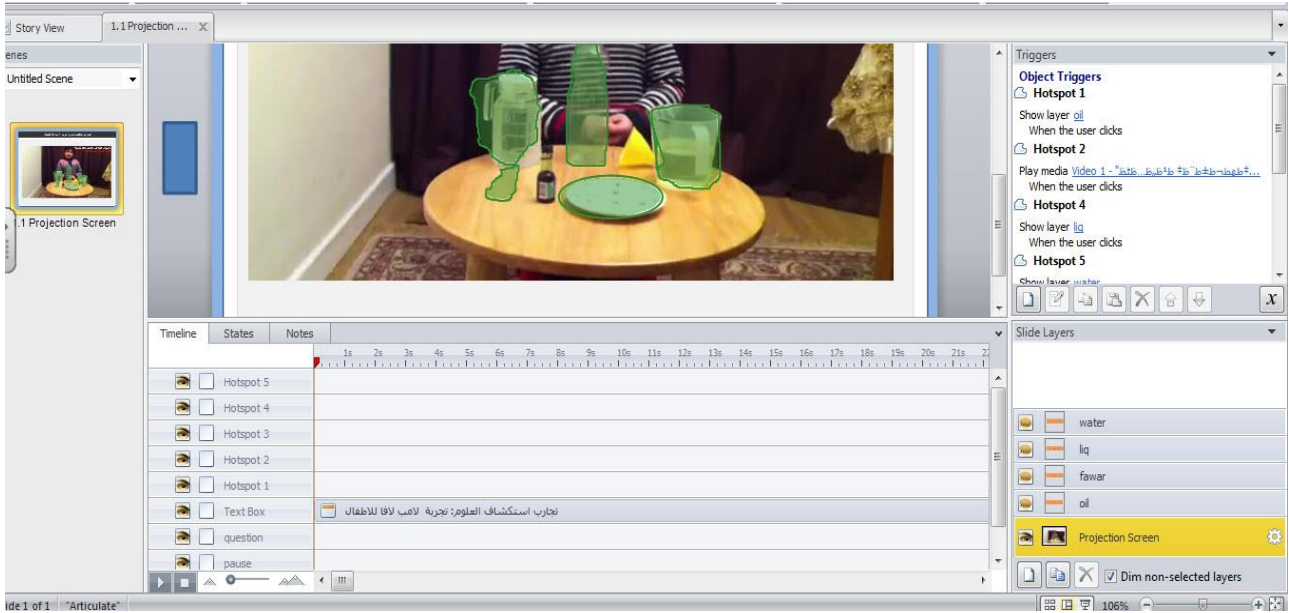 Story View
1.1 Projection ... X
enes
Untitled Scene
1.1 Projection Screen
Triggers
Object Triggers
Hotspot 1
Show layer oil
When the user clicks
Hotspot 2
Play media Video 1 - "
When the user clicks
Hotspot 4
Show layer liq
When the user clicks
Hotspot 5
Show layer water
x
Timeline States Notes
1s 2s 3s 4s 5s 6s 7s 8s 9s 10s 11s 12s 13s 14s 15s 16s 17s 18s 19s 20s 21s 22
Hotspot 5
Hotspot 4
Hotspot 3
Hotspot 2
Hotspot 1
Text Box تجارب استكشاف العلوم: تجربة لامب لافا للاطفال
question
pause
Slide Layers
water
liq
fawar
oil
Projection Screen
Dim non-selected layers
ide 1 of 1 "Articulate"
106%